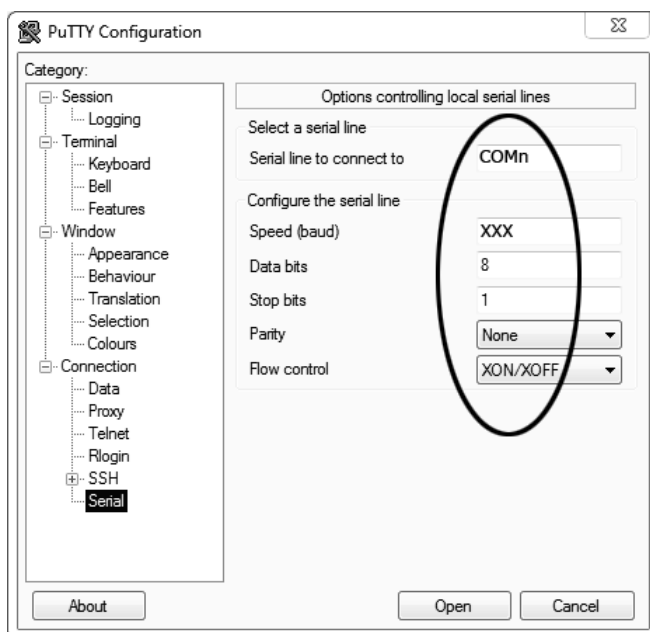 PuTTY Configuration
Category:
Session
Logging
Terminal
Keyboard
Bell
Features
Window
Appearance
Behaviour
Translation
Selection
Colours
Connection
Data
Proxy
Telnet
Rlogin
SSH
Serial
Options controlling local serial lines
Select a serial line
Serial line to connect to COMn
Configure the serial line
Speed (baud) XXX
Data bits 8
Stop bits 1
Parity None
Flow control XON/XOFF
About
Open
Cancel